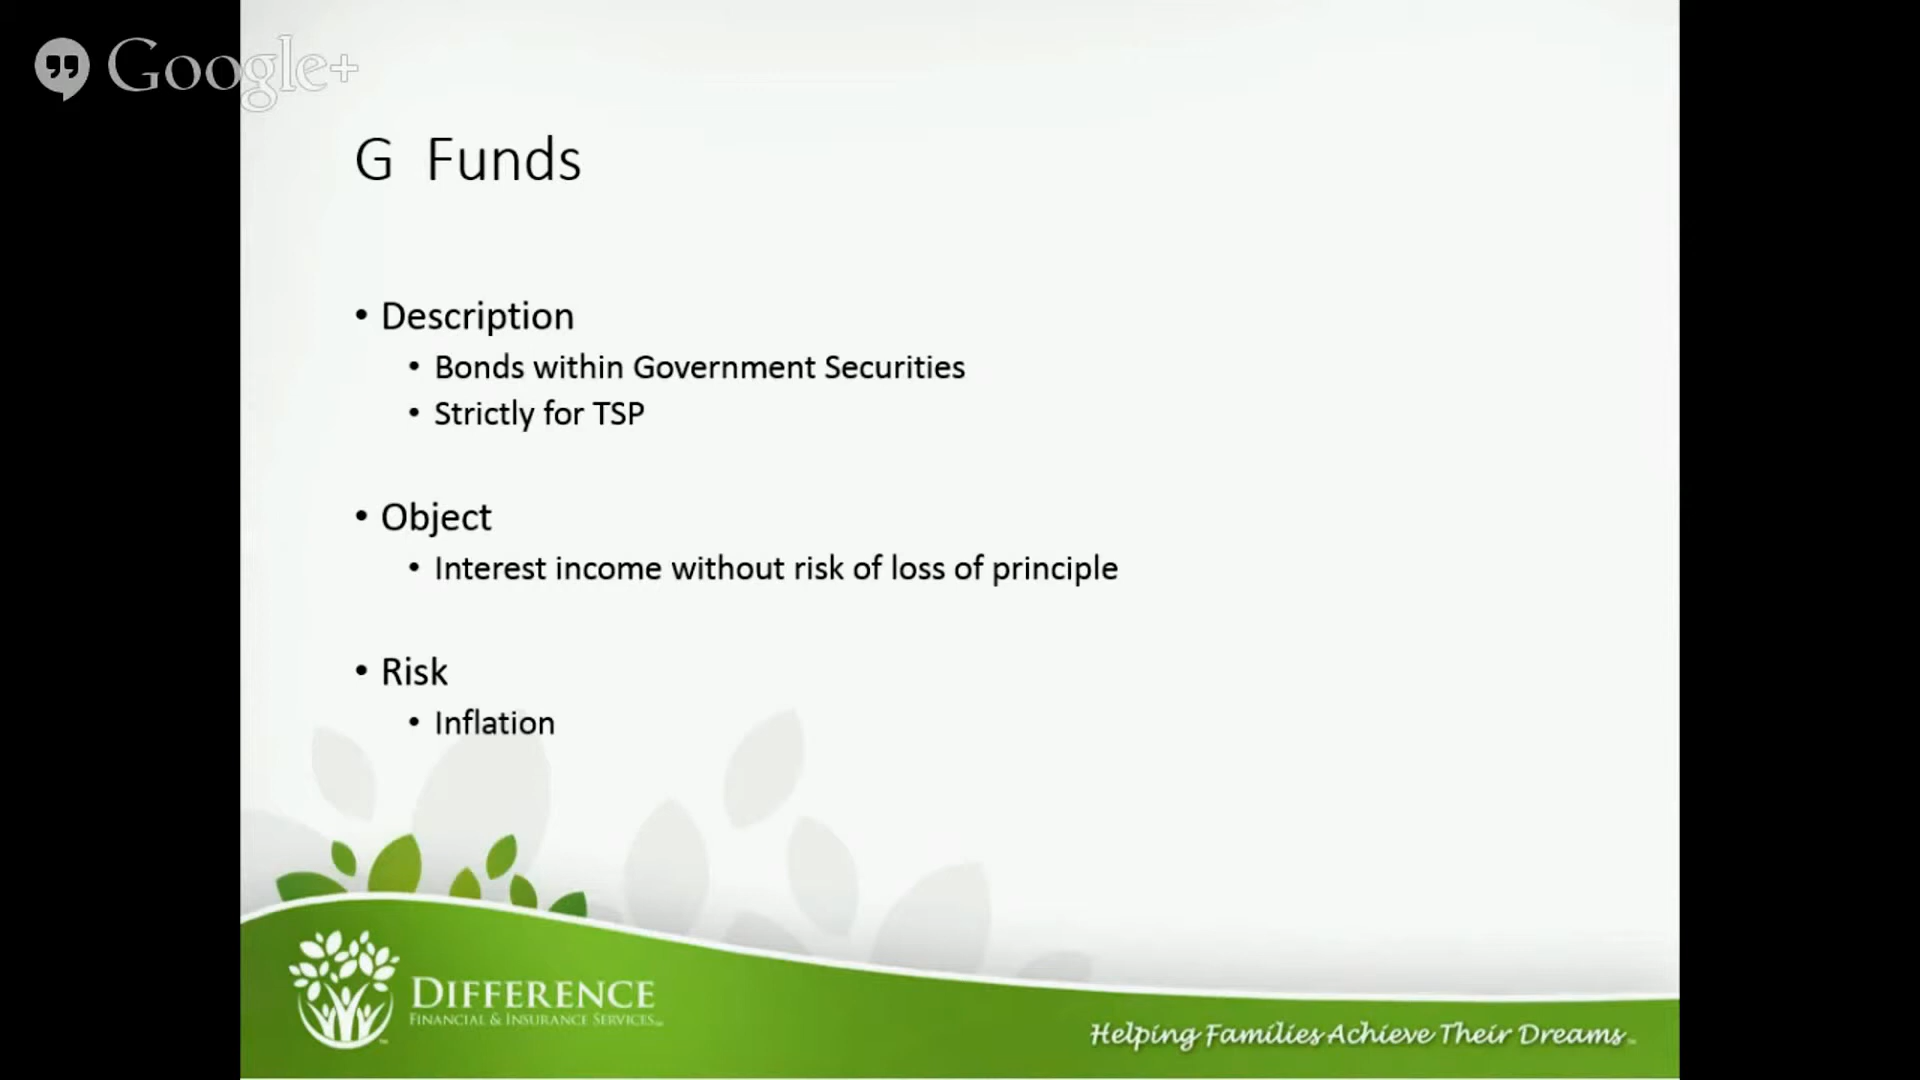 Google+
G Funds
• Description
• Bonds within Government Securities
• Strictly for TSP
• Object
• Interest income without risk of loss of principle
• Risk
• Inflation
DIFFERENCE
FINANCIAL & INSURANCE SERVICES
Helping Families Achieve Their Dreams